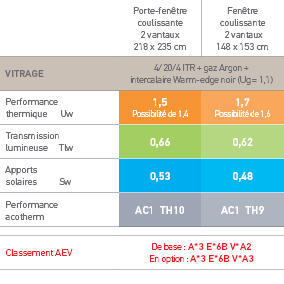 Porte-fenêtre
coulissante
2 vantaux
218 x 235 cm
Fenêtre
coulissante
2 vantaux
148 x 153 cm
VITRAGE
4/20/4 ITR + gaz Argon +
intercalaire Warm-edge noir (Ug = 1,1)
Performance
thermique Uw
1,5
Possibilité de 1,4
1,7
Possibilité de 1,6
Transmission
lumineuse Tlw
0,66
0,62
Apports
solaires Sw
0,53
0,48
Performance
acotherm
AC1 TH10
AC1 TH9
Classement AEV
De base : A*3 E*6B V*A2
En option : A*3 E*6B V*A3